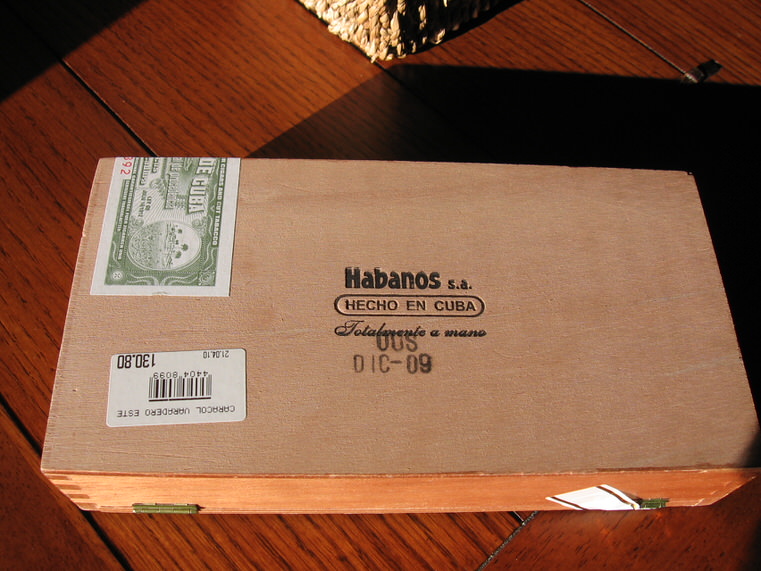 Habanos s.a.
HECHO EN CUBA
Totalmente a mano
DIC-09
DE CUBA
392
CARACOL VARADERO ESTE
4404 8099
130.80
21.04.10